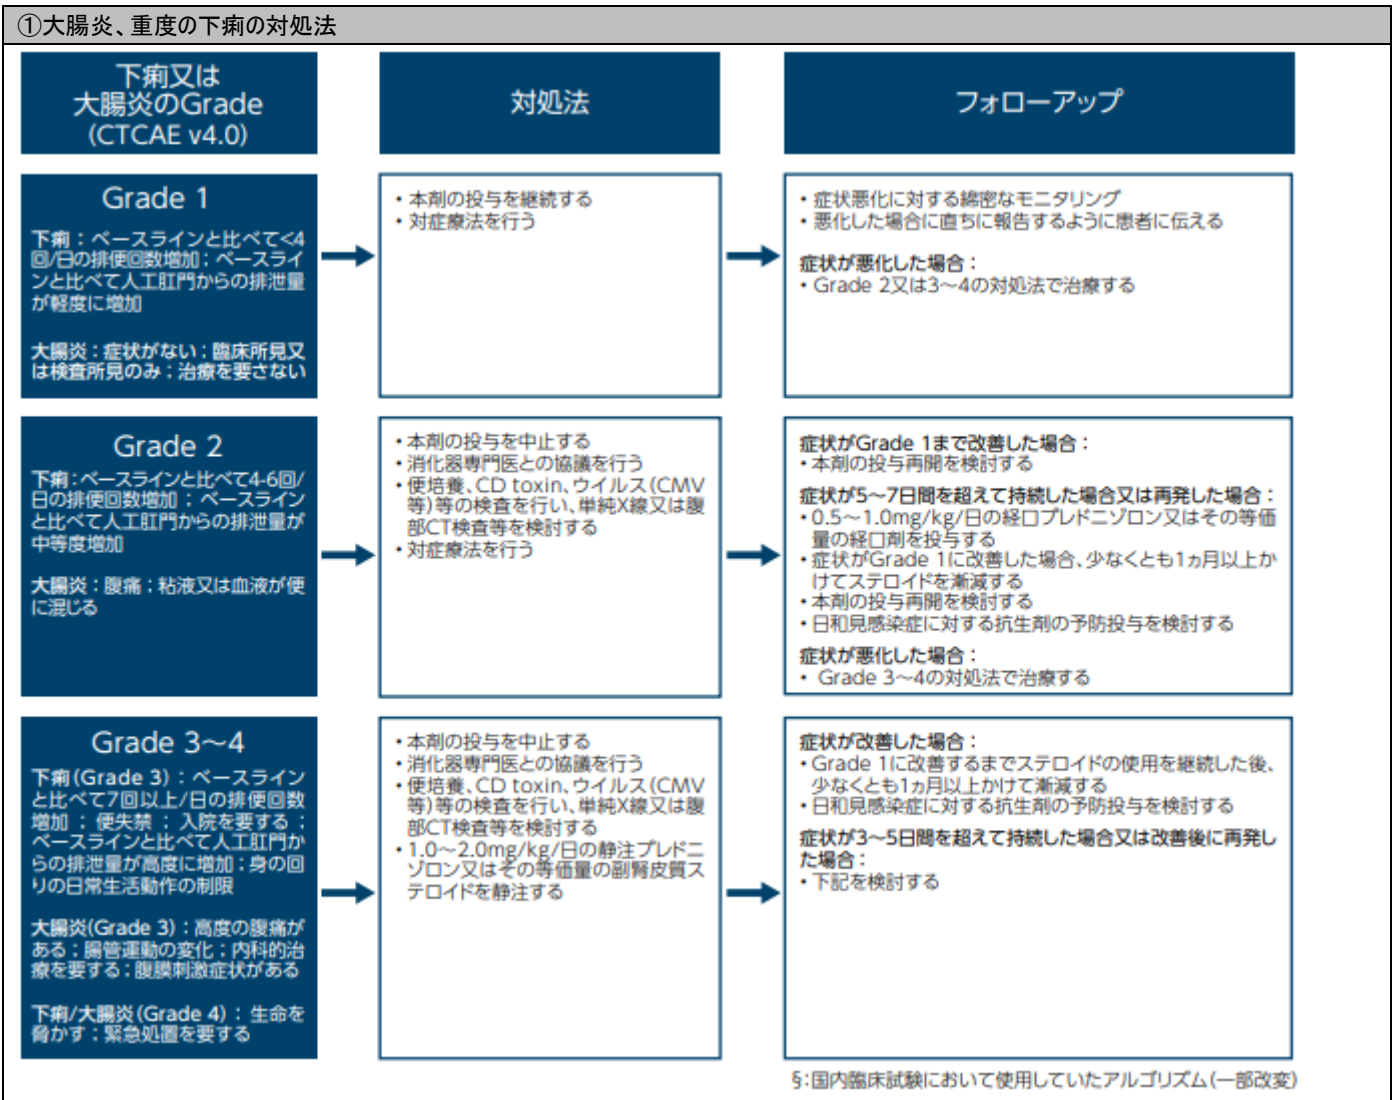 ①大腸炎、重度の下痢の対処法
下痢又は
大腸炎のGrade
(CTCAE v4.0)
対処法
フォローアップ
Grade 1
下痢：ベースラインと比べて<4
回/日の排便回数増加；ベースライ
ンと比べて人工肛門からの排泄量
が軽度に増加
大腸炎：症状がない；臨床所見又
は検査所見のみ；治療を要さない
・本剤の投与を継続する
・対症療法を行う
・症状悪化に対する綿密なモニタリング
・悪化した場合に直ちに報告するように患者に伝える
症状が悪化した場合：
・Grade 2又は3～4の対処法で治療する
Grade 2
下痢：ベースラインと比べて4-6回/
日の排便回数増加；ベースライン
と比べて人工肛門からの排泄量が
中等度増加
大腸炎：腹痛；粘液又は血液が便
に混じる
・本剤の投与を中止する
・消化器専門医との協議を行う
・便培養、CD toxin、ウイルス(CMV
等)等の検査を行い、単純X線又は腹
部CT検査等を検討する
・対症療法を行う
症状がGrade 1まで改善した場合：
・本剤の投与再開を検討する
症状が5～7日間を超えて持続した場合又は再発した場合：
・0.5～1.0mg/kg/日の経口プレドニゾロン又はその等価
量の経口剤を投与する
・症状がGrade 1に改善した場合、少なくとも1ヵ月以上か
けてステロイドを漸減する
・本剤の投与再開を検討する
・日和見感染症に対する抗生剤の予防投与を検討する
症状が悪化した場合：
・Grade 3～4の対処法で治療する
Grade 3～4
下痢(Grade 3)：ベースライン
と比べて7回以上/日の排便回数
増加；便失禁；入院を要する；
ベースラインと比べて人工肛門か
らの排泄量が高度に増加；身の回
りの日常生活動作の制限
大腸炎(Grade 3)：高度の腹痛が
ある；腸管運動の変化；内科的治
療を要する；腹膜刺激症状がある
下痢/大腸炎(Grade 4)：生命を
脅かす；緊急処置を要する
・本剤の投与を中止する
・消化器専門医との協議を行う
・便培養、CD toxin、ウイルス(CMV
等)等の検査を行い、単純X線又は腹
部CT検査等を検討する
・1.0～2.0mg/kg/日の静注プレドニ
ゾロン又はその等価量の副腎皮質ス
テロイドを静注する
症状が改善した場合：
・Grade 1に改善するまでステロイドの使用を継続した後、
少なくとも1ヵ月以上かけて漸減する
・日和見感染症に対する抗生剤の予防投与を検討する
症状が3～5日間を超えて持続した場合又は改善後に再発し
た場合：
・下記を検討する
§：国内臨床試験において使用していたアルゴリズム(一部改変)